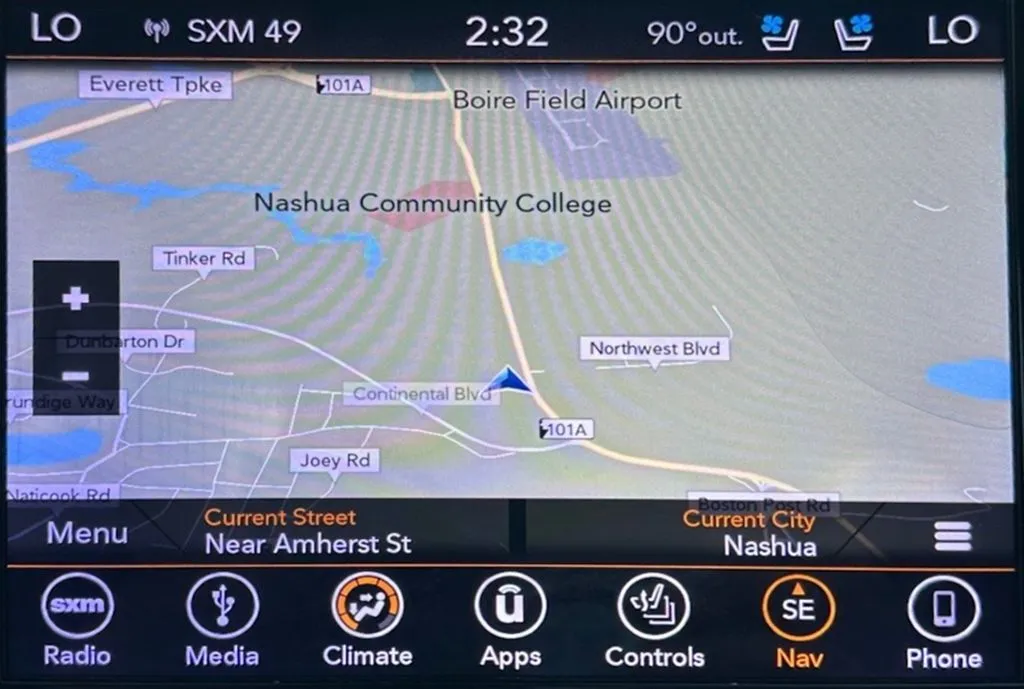 LO SXM 49 2:32 90°out. LO
Everett Tpke
101A
Boire Field Airport
Nashua Community College
Tinker Rd
Dunbarton Dr
Northwest Blvd
Continental Blvd
rundige Way
101A
Joey Rd
Naticook Rd
Boston Post Rd
Menu
Current Street
Near Amherst St
Current City
Nashua
sxm
Radio
Media
Climate
ū
Apps
Controls
SE
Nav
Phone